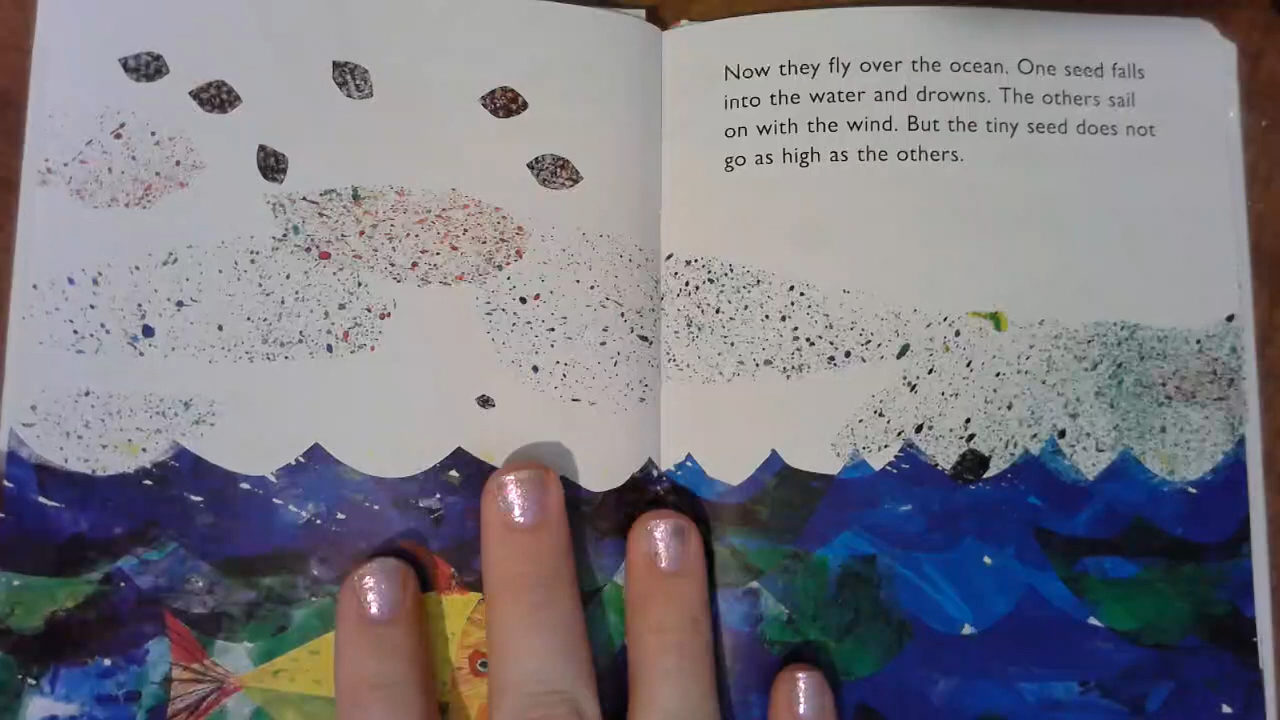 Now they fly over the ocean. One seed falls
into the water and drowns. The others sail
on with the wind. But the tiny seed does not
go as high as the others.